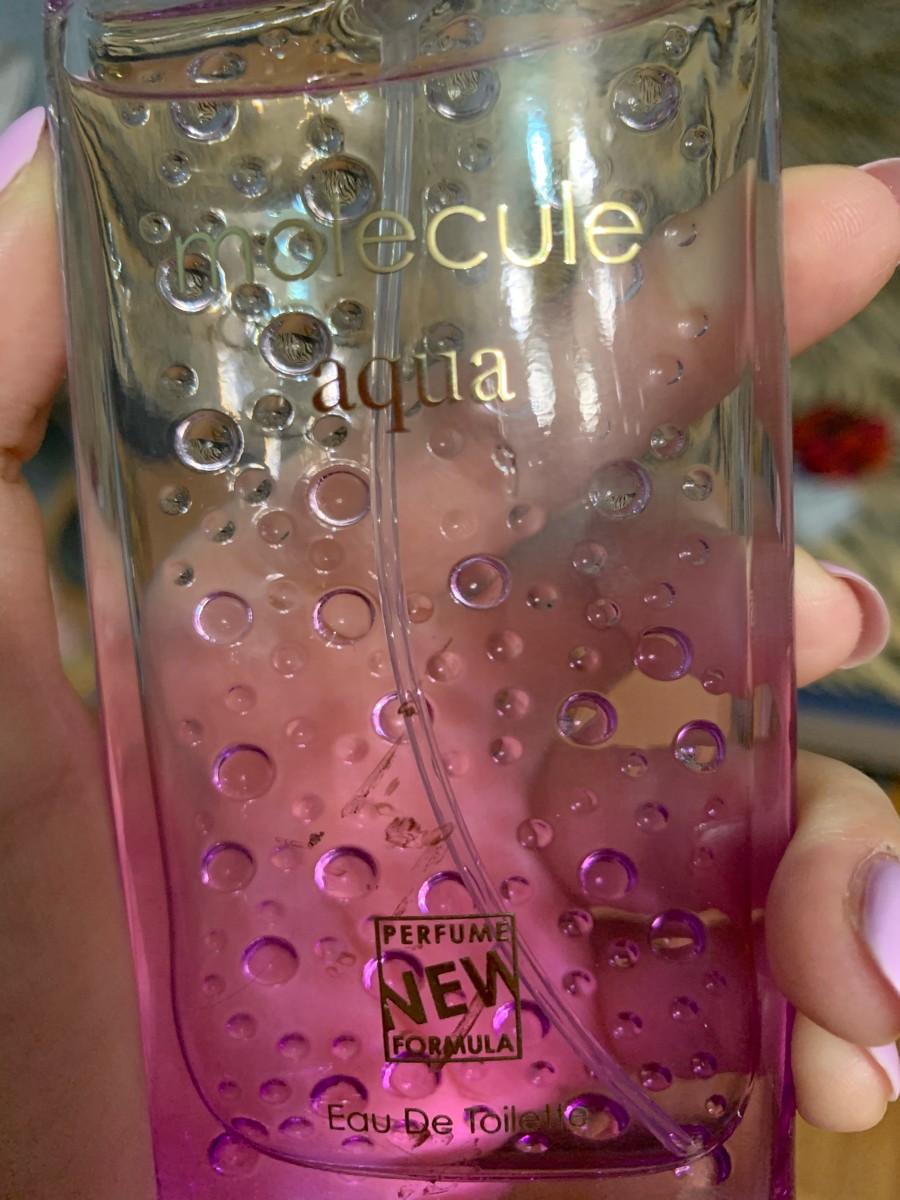 molecule
aqua
PERFUME
NEW
FORMULA
Eau De Toilette